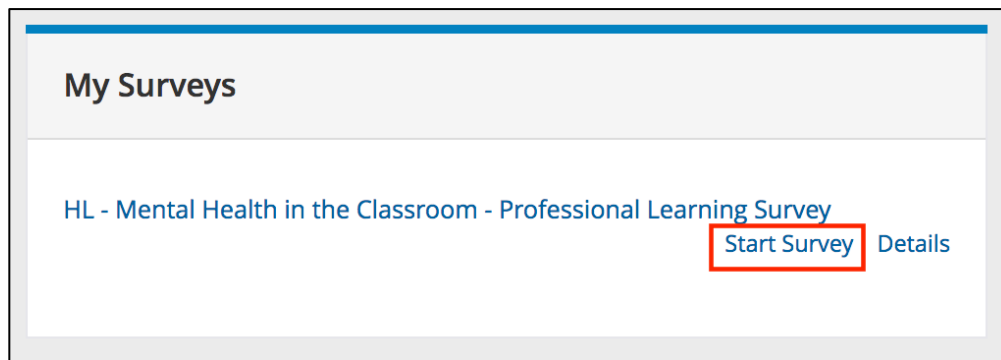 My Surveys
HL - Mental Health in the Classroom - Professional Learning Survey
Start Survey Details